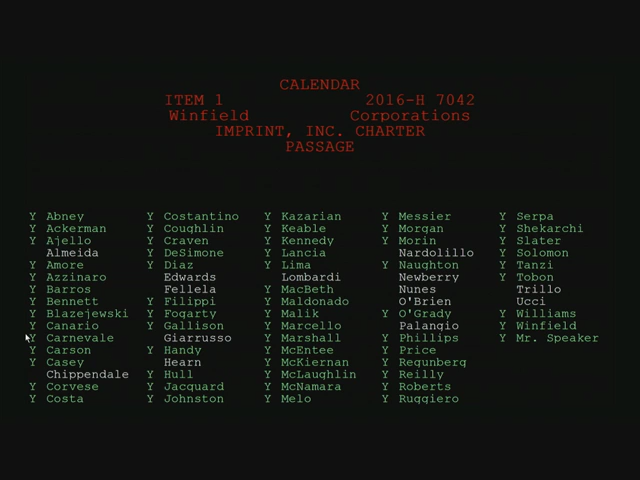 CALENDAR
ITEM 1 2016-H 7042
Winfield Corporations
IMPRINT, INC. CHARTER
PASSAGE
Y Abney Y Costantino Y Kazarian Y Messier Y Serpa
Y Ackerman Y Coughlin Y Keable Y Morgan Y Shekarchi
Y Ajello Y Craven Y Kennedy Y Morin Y Slater
Almeida Y DeSimone Y Lancia Nardolillo Y Solomon
Y Amore Y Diaz Y Lima Y Naughton Y Tanzi
Y Azzinaro Edwards Lombardi Newberry Y Tobon
Y Barros Fellela Y MacBeth Nunes Trillo
Y Bennett Y Filippi Y Maldonado O'Brien Ucci
Y Blazejewski Y Fogarty Y Malik Y O'Grady Y Williams
Y Canario Y Gallison Y Marcello Palangio Y Winfield
Y Carnevale Giarrusso Y Marshall Y Phillips Y Mr. Speaker
Y Carson Y Handy Y McEntee Y Price
Y Casey Hearn Y McKiernan Y Regunberg
Chippendale Y Hull Y McLaughlin Y Reilly
Y Corvese Y Jacquard Y McNamara Y Roberts
Y Costa Y Johnston Y Melo Y Ruggiero